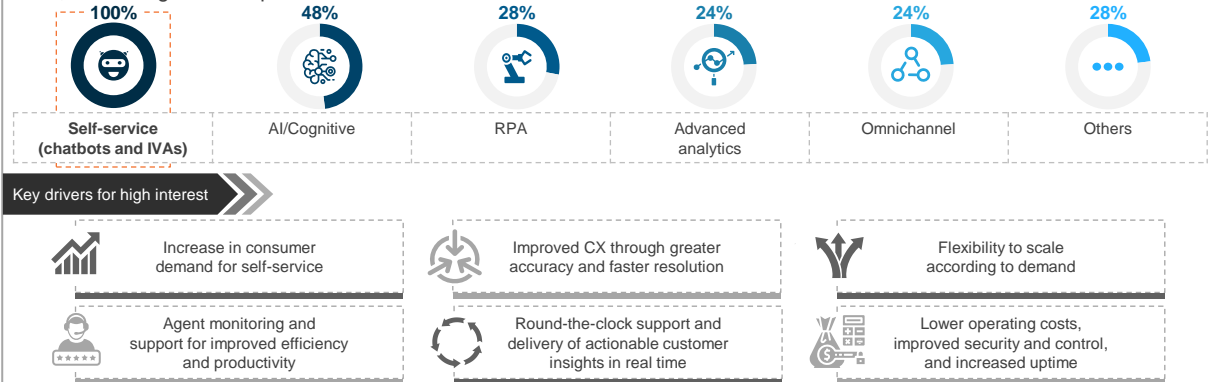 100%
48%
28%
24%
24%
28%
Self-service
(chatbots and IVAs)
AI/Cognitive
RPA
Advanced
analytics
Omnichannel
Others
Key drivers for high interest
Increase in consumer
demand for self-service
Improved CX through greater
accuracy and faster resolution
Flexibility to scale
according to demand
Agent monitoring and
support for improved efficiency
and productivity
Round-the-clock support and
delivery of actionable customer
insights in real time
Lower operating costs,
improved security and control,
and increased uptime